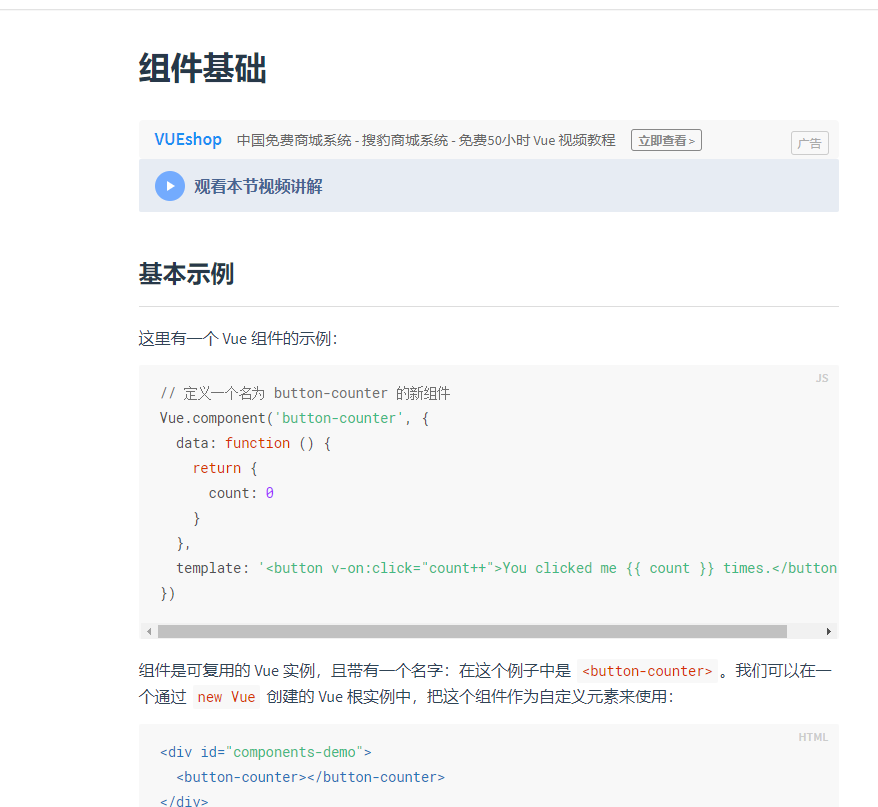 组件基础
VUEshop 中国免费商城系统 - 搜豹商城系统 - 免费50小时 Vue 视频教程 立即查看 > 广告
观看本节视频讲解
基本示例
这里有一个 Vue 组件的示例：
JS
// 定义一个名为 button-counter 的新组件
Vue.component('button-counter', {
  data: function () {
    return {
      count: 0
    }
  },
  template: '<button v-on:click="count++">You clicked me {{ count }} times.</button
})
组件是可复用的 Vue 实例，且带有一个名字：在这个例子中是 <button-counter>。我们可以在一
个通过 new Vue 创建的 Vue 根实例中，把这个组件作为自定义元素来使用：
HTML
<div id="components-demo">
  <button-counter></button-counter>
</div>